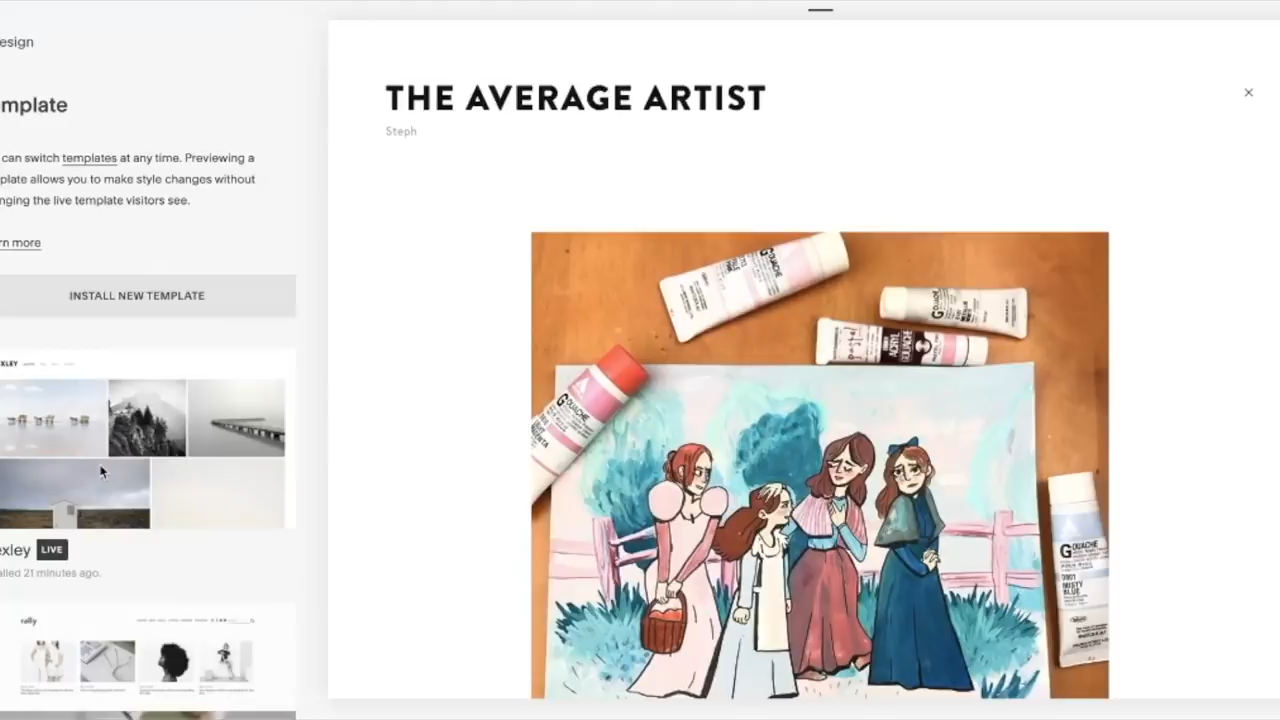 esign
mplate
can switch templates at any time. Previewing a
plate allows you to make style changes without
nging the live template visitors see.
rn more
INSTALL NEW TEMPLATE
XLEY
exley LIVE
alled 21 minutes ago.
rally
THE AVERAGE ARTIST
Steph
GOUACHE
GOUACHE
ACRYL
GOUACHE
GOUACHE
GOUACHE
MISTY
BLUE